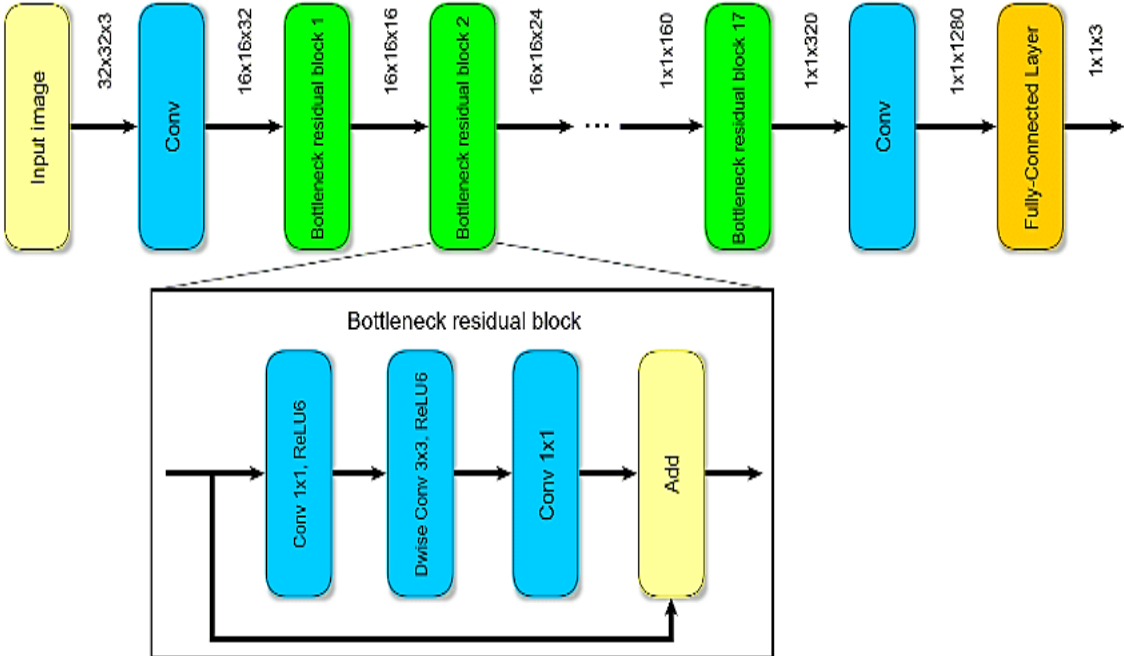 Input image
32x32x3
Conv
16x16x32
Bottleneck residual block 1
16x16x16
Bottleneck residual block 2
16x16x24
...
1x1x160
Bottleneck residual block 17
1x1x320
Conv
1x1x1280
Fully-Connected Layer
1x1x3
Bottleneck residual block
Conv 1x1, ReLU6
Dwise Conv 3x3, ReLU6
Conv 1x1
Add